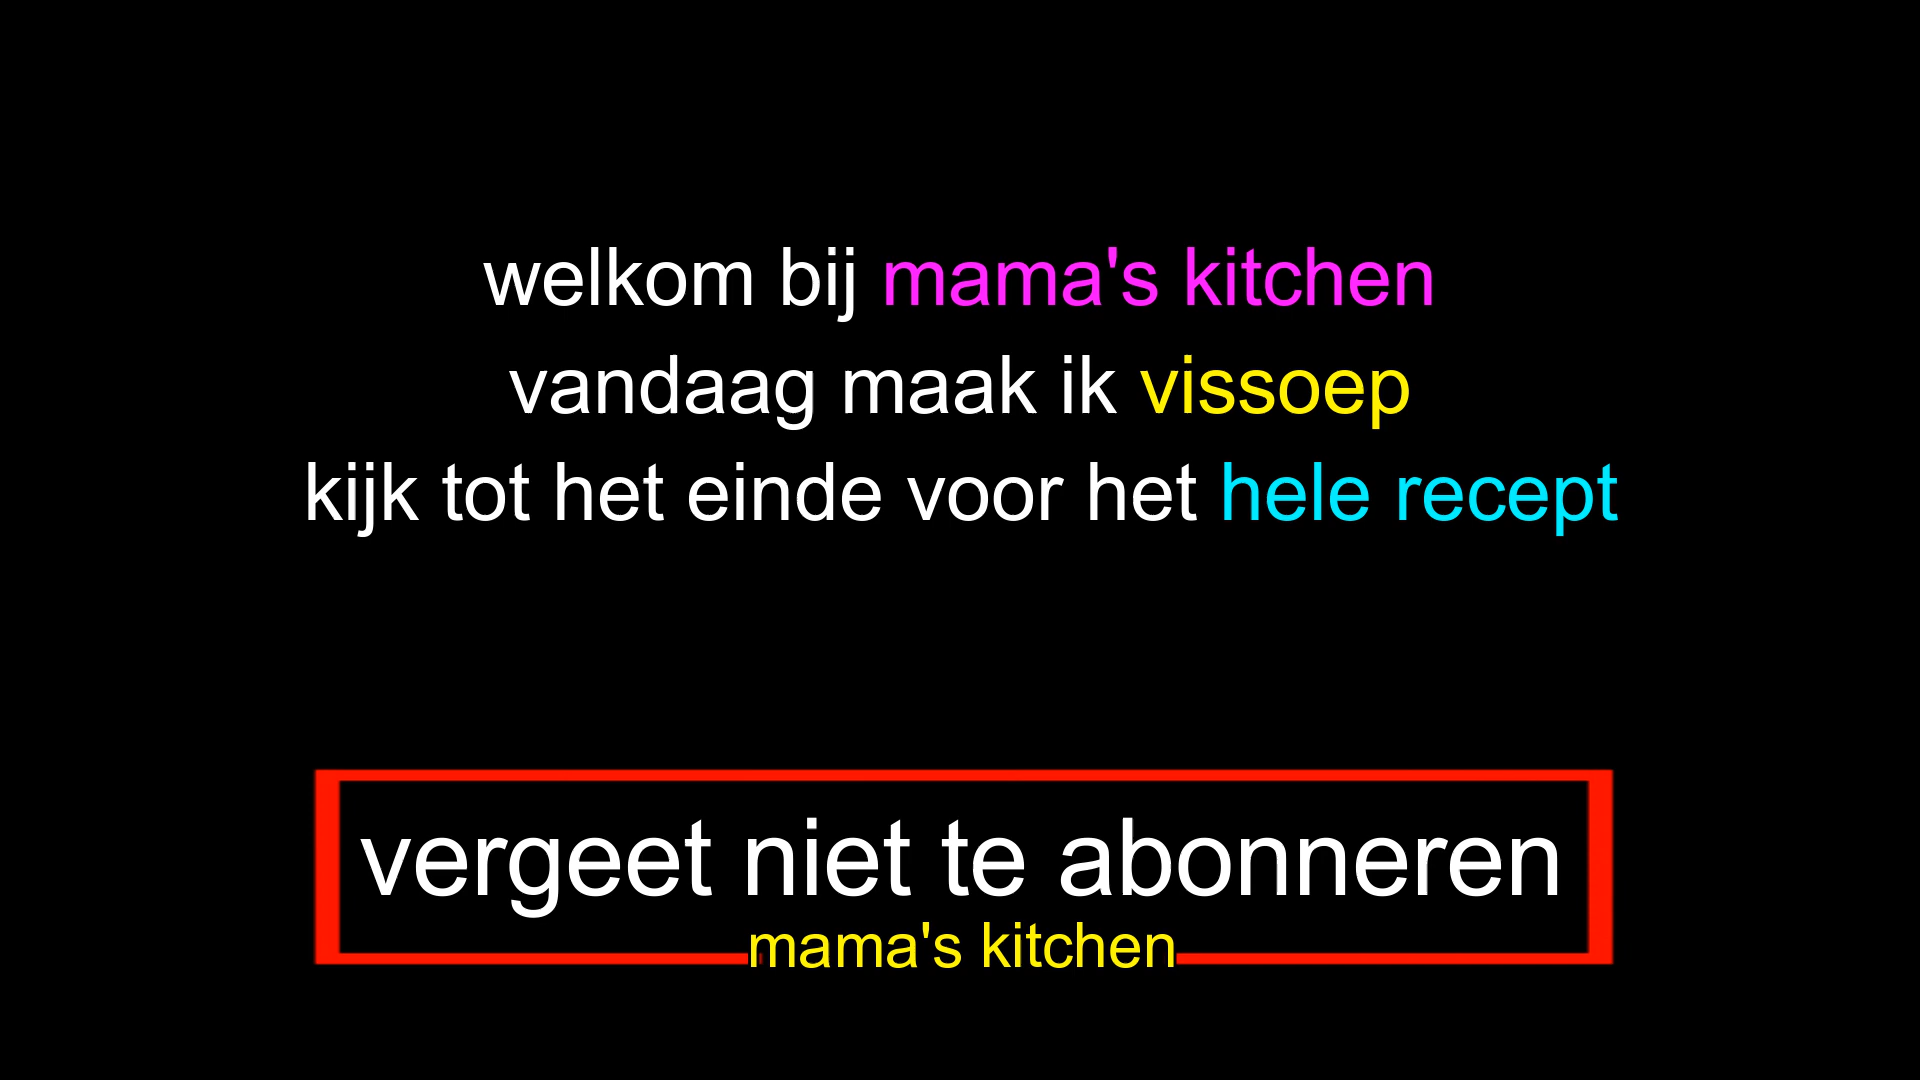 welkom bij mama's kitchen
vandaag maak ik vissoep
kijk tot het einde voor het hele recept
vergeet niet te abonneren
mama's kitchen